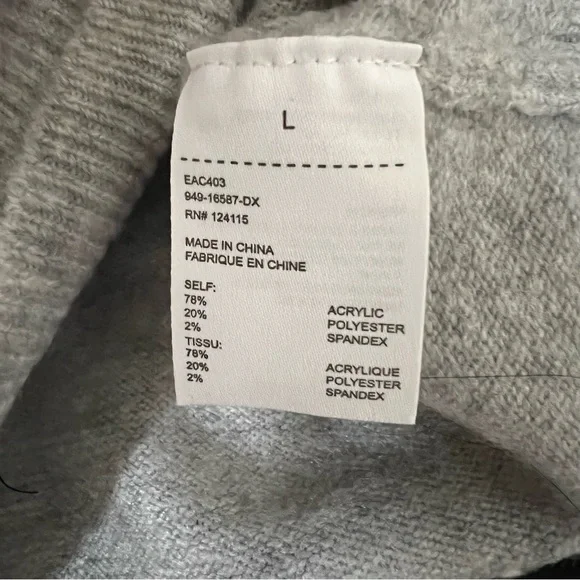 L
EAC403
949-16587-DX
RN# 124115
MADE IN CHINA
FABRIQUE EN CHINE
SELF:
78% ACRYLIC
20% POLYESTER
2% SPANDEX
TISSU:
78% ACRYLIQUE
20% POLYESTER
2% SPANDEX